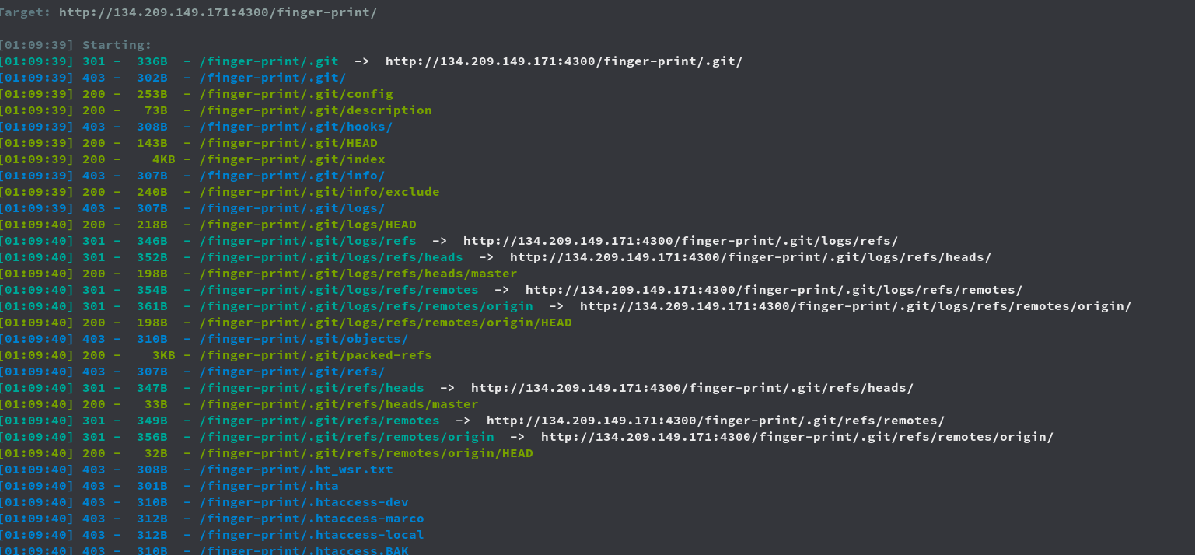 Target: http://134.209.149.171:4300/finger-print/
[01:09:39] Starting:
[01:09:39] 301 - 336B - /finger-print/.git -> http://134.209.149.171:4300/finger-print/.git/
[01:09:39] 403 - 302B - /finger-print/.git/
[01:09:39] 200 - 253B - /finger-print/.git/config
[01:09:39] 200 - 73B - /finger-print/.git/description
[01:09:39] 403 - 308B - /finger-print/.git/hooks/
[01:09:39] 200 - 143B - /finger-print/.git/HEAD
[01:09:39] 200 - 4KB - /finger-print/.git/index
[01:09:39] 403 - 307B - /finger-print/.git/info/
[01:09:39] 200 - 240B - /finger-print/.git/info/exclude
[01:09:39] 403 - 307B - /finger-print/.git/logs/
[01:09:40] 200 - 218B - /finger-print/.git/logs/HEAD
[01:09:40] 301 - 346B - /finger-print/.git/logs/refs -> http://134.209.149.171:4300/finger-print/.git/logs/refs/
[01:09:40] 301 - 352B - /finger-print/.git/logs/refs/heads -> http://134.209.149.171:4300/finger-print/.git/logs/refs/heads/
[01:09:40] 200 - 198B - /finger-print/.git/logs/refs/heads/master
[01:09:40] 301 - 354B - /finger-print/.git/logs/refs/remotes -> http://134.209.149.171:4300/finger-print/.git/logs/refs/remotes/
[01:09:40] 301 - 361B - /finger-print/.git/logs/refs/remotes/origin -> http://134.209.149.171:4300/finger-print/.git/logs/refs/remotes/origin/
[01:09:40] 200 - 198B - /finger-print/.git/logs/refs/remotes/origin/HEAD
[01:09:40] 403 - 310B - /finger-print/.git/objects/
[01:09:40] 200 - 3KB - /finger-print/.git/packed-refs
[01:09:40] 403 - 307B - /finger-print/.git/refs/
[01:09:40] 301 - 347B - /finger-print/.git/refs/heads -> http://134.209.149.171:4300/finger-print/.git/refs/heads/
[01:09:40] 200 - 33B - /finger-print/.git/refs/heads/master
[01:09:40] 301 - 349B - /finger-print/.git/refs/remotes -> http://134.209.149.171:4300/finger-print/.git/refs/remotes/
[01:09:40] 301 - 356B - /finger-print/.git/refs/remotes/origin -> http://134.209.149.171:4300/finger-print/.git/refs/remotes/origin/
[01:09:40] 200 - 32B - /finger-print/.git/refs/remotes/origin/HEAD
[01:09:40] 403 - 308B - /finger-print/.ht_wsr.txt
[01:09:40] 403 - 301B - /finger-print/.hta
[01:09:40] 403 - 310B - /finger-print/.htaccess-dev
[01:09:40] 403 - 312B - /finger-print/.htaccess-marco
[01:09:40] 403 - 312B - /finger-print/.htaccess-local
[01:09:40] 403 - 310B - /finger-print/.htaccess.BAK